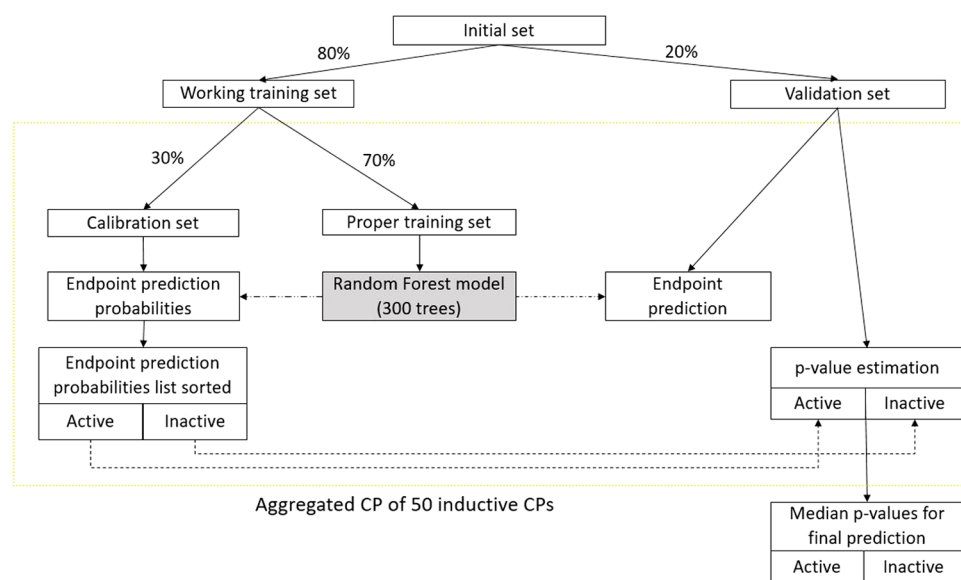 Initial set
80%
20%
Working training set
Validation set
30%
70%
Calibration set
Proper training set
Endpoint prediction
probabilities
Random Forest model
(300 trees)
Endpoint
prediction
Endpoint prediction
probabilities list sorted
Active
Inactive
p-value estimation
Active
Inactive
Aggregated CP of 50 inductive CPs
Median p-values for
final prediction
Active
Inactive